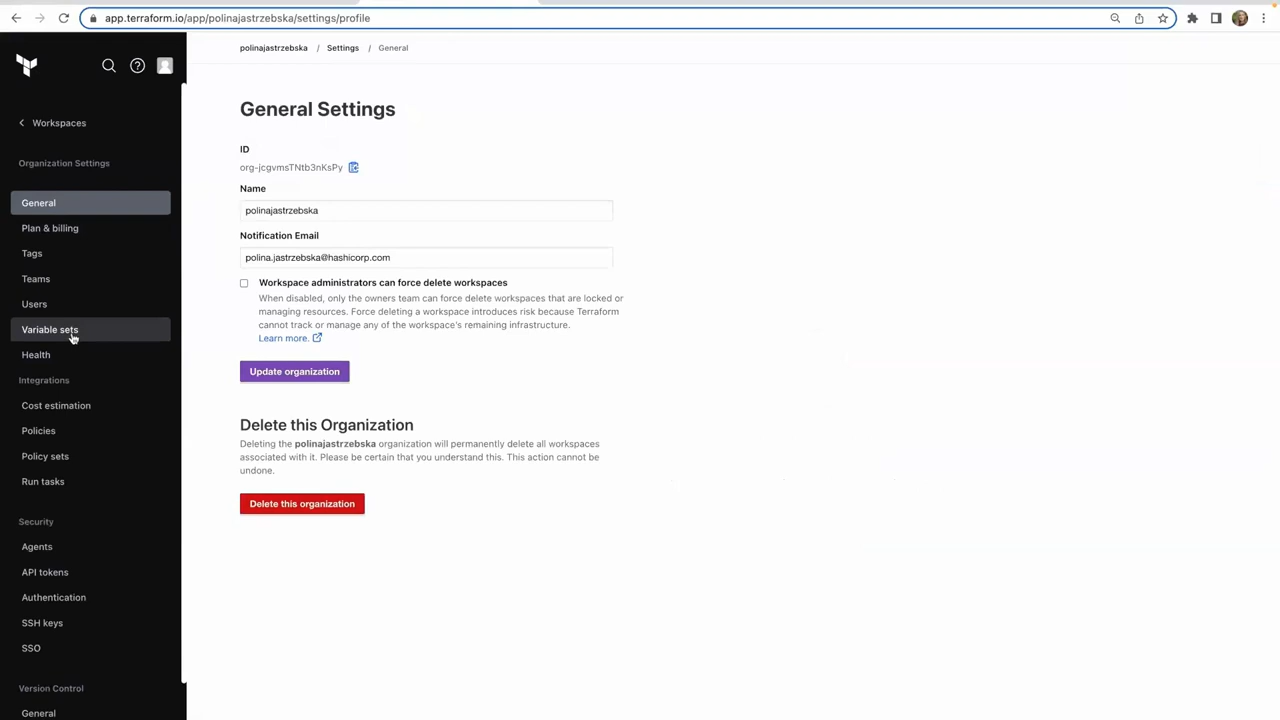 app.terraform.io/app/polinajastrzebska/settings/profile
polinajastrzebska / Settings / General
Workspaces
Organization Settings
General
Plan & billing
Tags
Teams
Users
Variable sets
Health
Integrations
Cost estimation
Policies
Policy sets
Run tasks
Security
Agents
API tokens
Authentication
SSH keys
SSO
Version Control
General
General Settings
ID
org-jcgvmsTNtb3nKsPy
Name
polinajastrzebska
Notification Email
polina.jastrzebska@hashicorp.com
Workspace administrators can force delete workspaces
When disabled, only the owners team can force delete workspaces that are locked or
managing resources. Force deleting a workspace introduces risk because Terraform
cannot track or manage any of the workspace's remaining infrastructure.
Learn more.
Update organization
Delete this Organization
Deleting the polinajastrzebska organization will permanently delete all workspaces
associated with it. Please be certain that you understand this. This action cannot be
undone.
Delete this organization